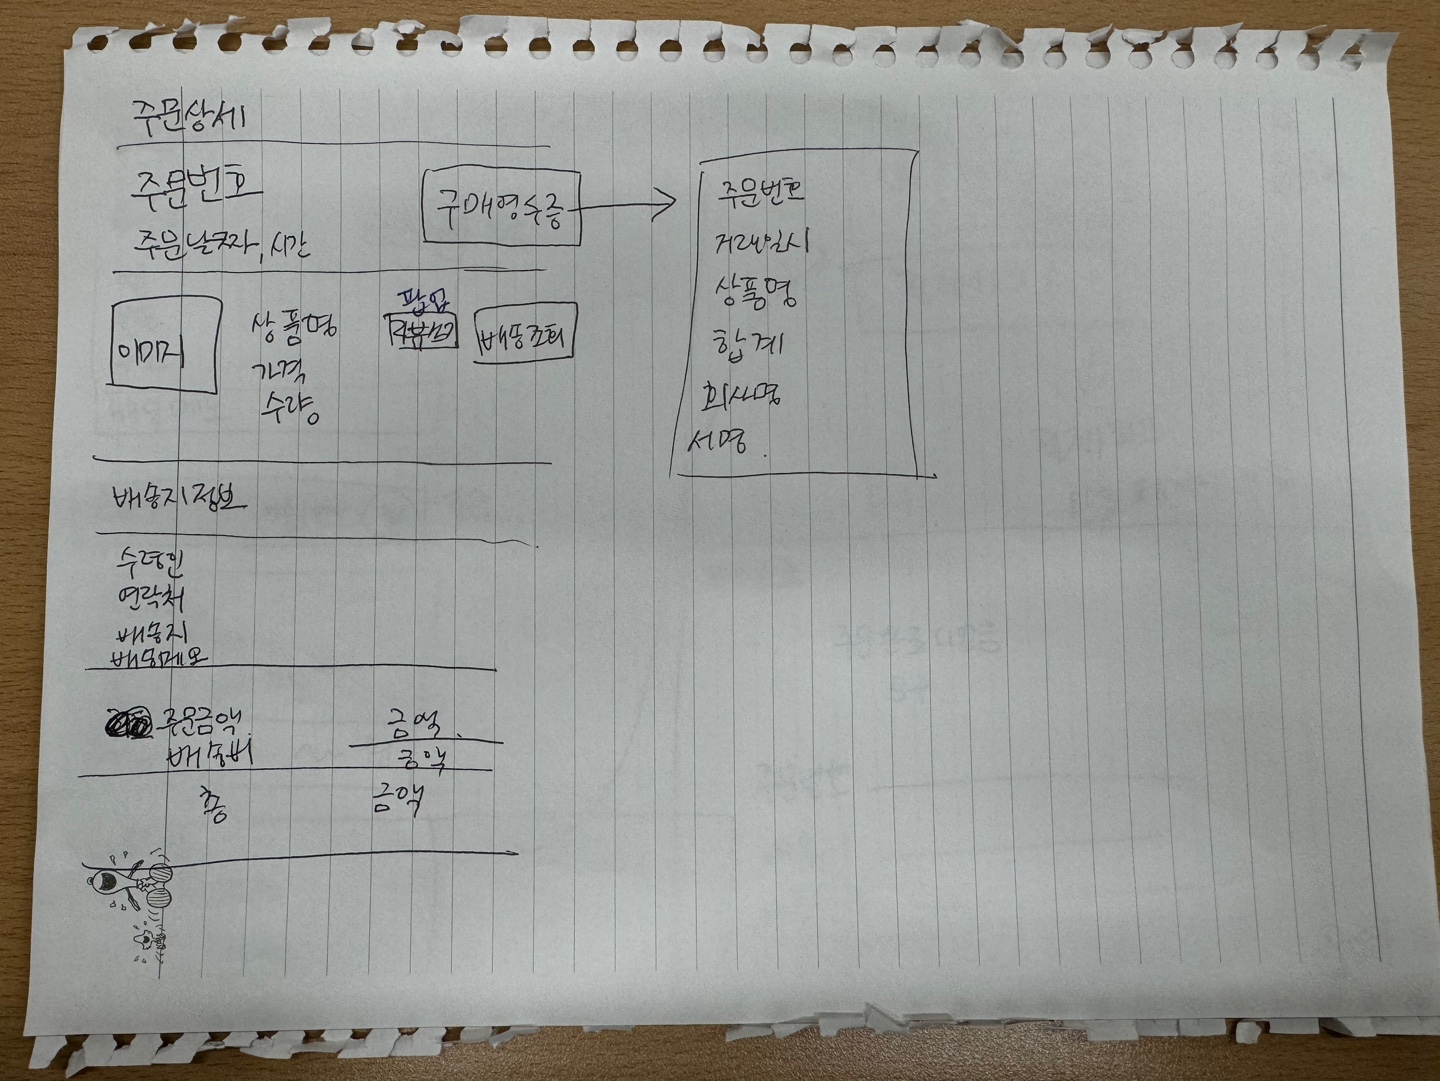 주문상세
주문번호
구매영수증
주문날짜, 시간
이미지
상품명
가격
수량
팝업
리뷰쓰기
배송조회
배송지정보
수령인
연락처
배송지
배송메모
주문금액 금액
배송비 금액
총 금액
주문번호
거래일시
상품명
합계
회사명
서명